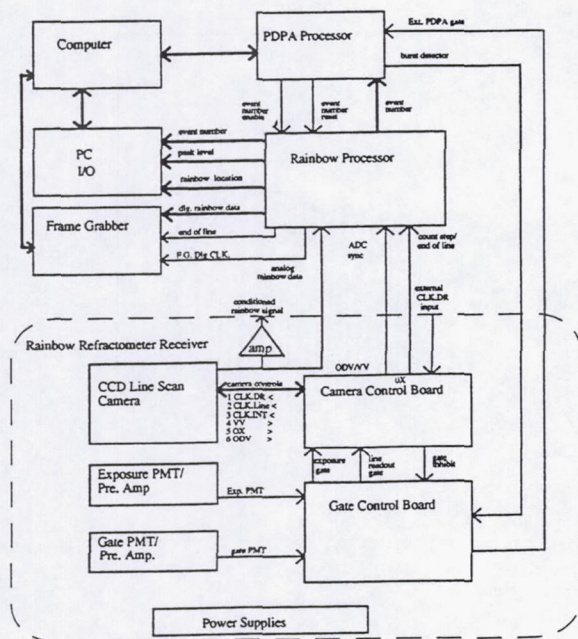 Computer
PDPA Processor
Ext. PDPA gate
burst detector
event
number
enable
event
number
reset
event
number
PC
I/O
event number
peak level
rainbow location
Rainbow Processor
Frame Grabber
dig. rainbow data
end of line
F.G. Dig CLK.
analog
rainbow data
ADC
sync
count step/
end of line
conditioned
rainbow signal
external
CLK.DR
input
Rainbow Refractometer Receiver
amp
CCD Line Scan
Camera
camera controls
1 CLK.DR <
2 CLK.Line <
3 CLK.INT <
4 VV >
5 OX >
6 ODV >
ODV/VV
Camera Control Board
exposure
gate
line
readout
gate
gate
inhibit
Exposure PMT/
Pre. Amp
Exp. PMT
Gate Control Board
Gate PMT/
Pre. Amp.
gate PMT
Power Supplies